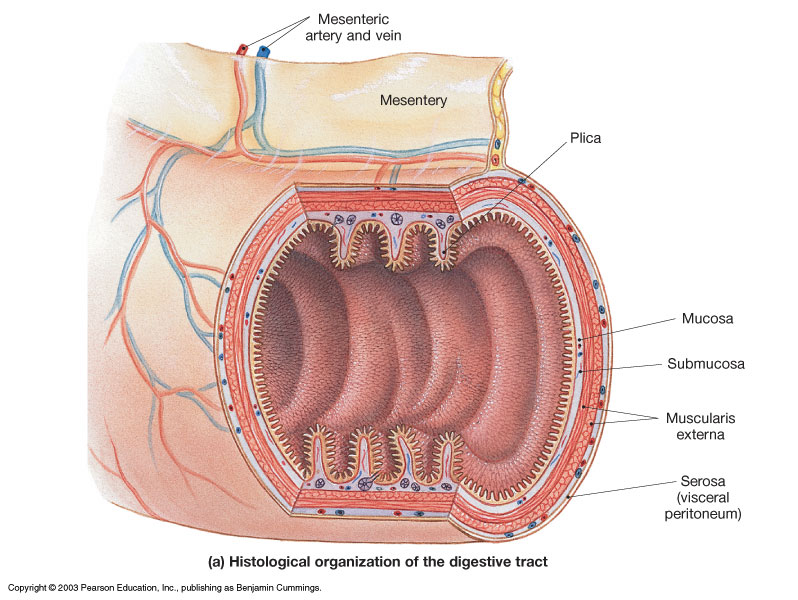 Mesenteric
artery and vein
Mesentery
Plica
Mucosa
Submucosa
Muscularis
externa
Serosa
(visceral
peritoneum)
(a) Histological organization of the digestive tract
Copyright © 2003 Pearson Education, Inc., publishing as Benjamin Cummings.